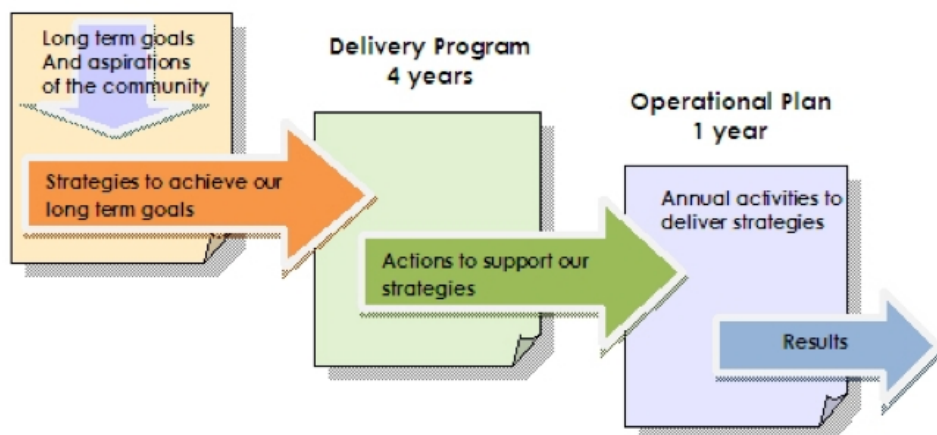 Long term goals
And aspirations
of the community
Strategies to achieve our
long term goals
Delivery Program
4 years
Actions to support our
strategies
Operational Plan
1 year
Annual activities to
deliver strategies
Results